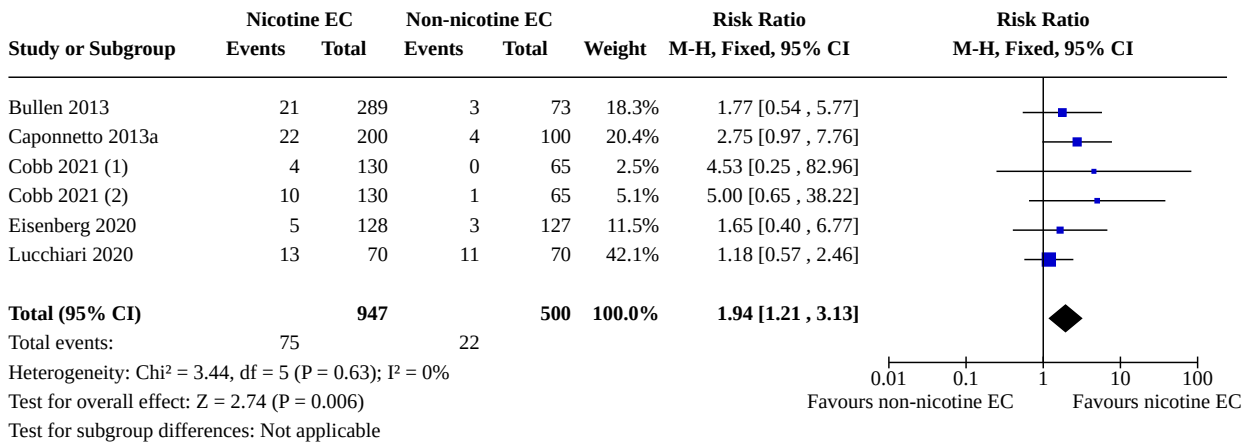 Nicotine EC Non-nicotine EC Risk Ratio Risk Ratio
Study or Subgroup Events Total Events Total Weight M-H, Fixed, 95% CI M-H, Fixed, 95% CI
Bullen 2013 21 289 3 73 18.3% 1.77 [0.54 , 5.77]
Caponnetto 2013a 22 200 4 100 20.4% 2.75 [0.97 , 7.76]
Cobb 2021 (1) 4 130 0 65 2.5% 4.53 [0.25 , 82.96]
Cobb 2021 (2) 10 130 1 65 5.1% 5.00 [0.65 , 38.22]
Eisenberg 2020 5 128 3 127 11.5% 1.65 [0.40 , 6.77]
Lucchiari 2020 13 70 11 70 42.1% 1.18 [0.57 , 2.46]
Total (95% CI) 947 500 100.0% 1.94 [1.21 , 3.13]
Total events: 75 22
Heterogeneity: Chi² = 3.44, df = 5 (P = 0.63); I² = 0%
Test for overall effect: Z = 2.74 (P = 0.006)
Test for subgroup differences: Not applicable
0.01 0.1 1 10 100
Favours non-nicotine EC Favours nicotine EC